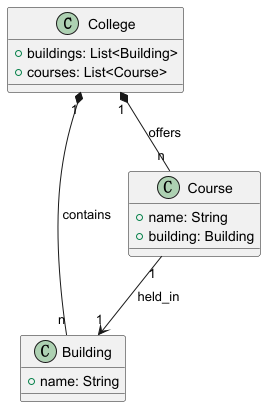 C College
+ buildings: List<Building>
+ courses: List<Course>
1
1
offers
n
contains
C Course
+ name: String
+ building: Building
1
held_in
1
n
C Building
+ name: String